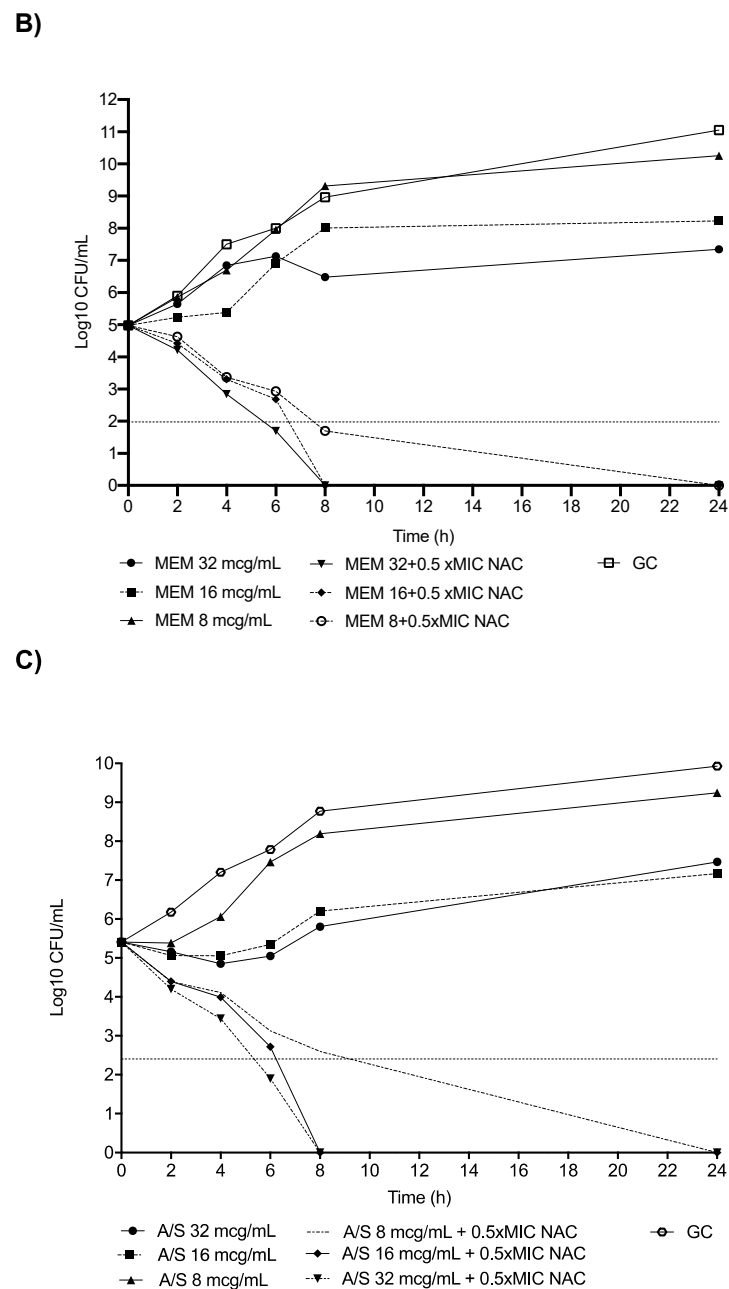 B)
12
11
10
9
8
7
6
5
4
3
2
1
0
Log10 CFU/mL
0 2 4 6 8 10 12 14 16 18 20 22 24
Time (h)
MEM 32 mcg/mL MEM 32+0.5 xMIC NAC GC
MEM 16 mcg/mL MEM 16+0.5 xMIC NAC
MEM 8 mcg/mL MEM 8+0.5xMIC NAC
C)
10
9
8
7
6
5
4
3
2
1
0
Log10 CFU/mL
0 2 4 6 8 10 12 14 16 18 20 22 24
Time (h)
A/S 32 mcg/mL A/S 8 mcg/mL + 0.5xMIC NAC GC
A/S 16 mcg/mL A/S 16 mcg/mL + 0.5xMIC NAC
A/S 8 mcg/mL A/S 32 mcg/mL + 0.5xMIC NAC